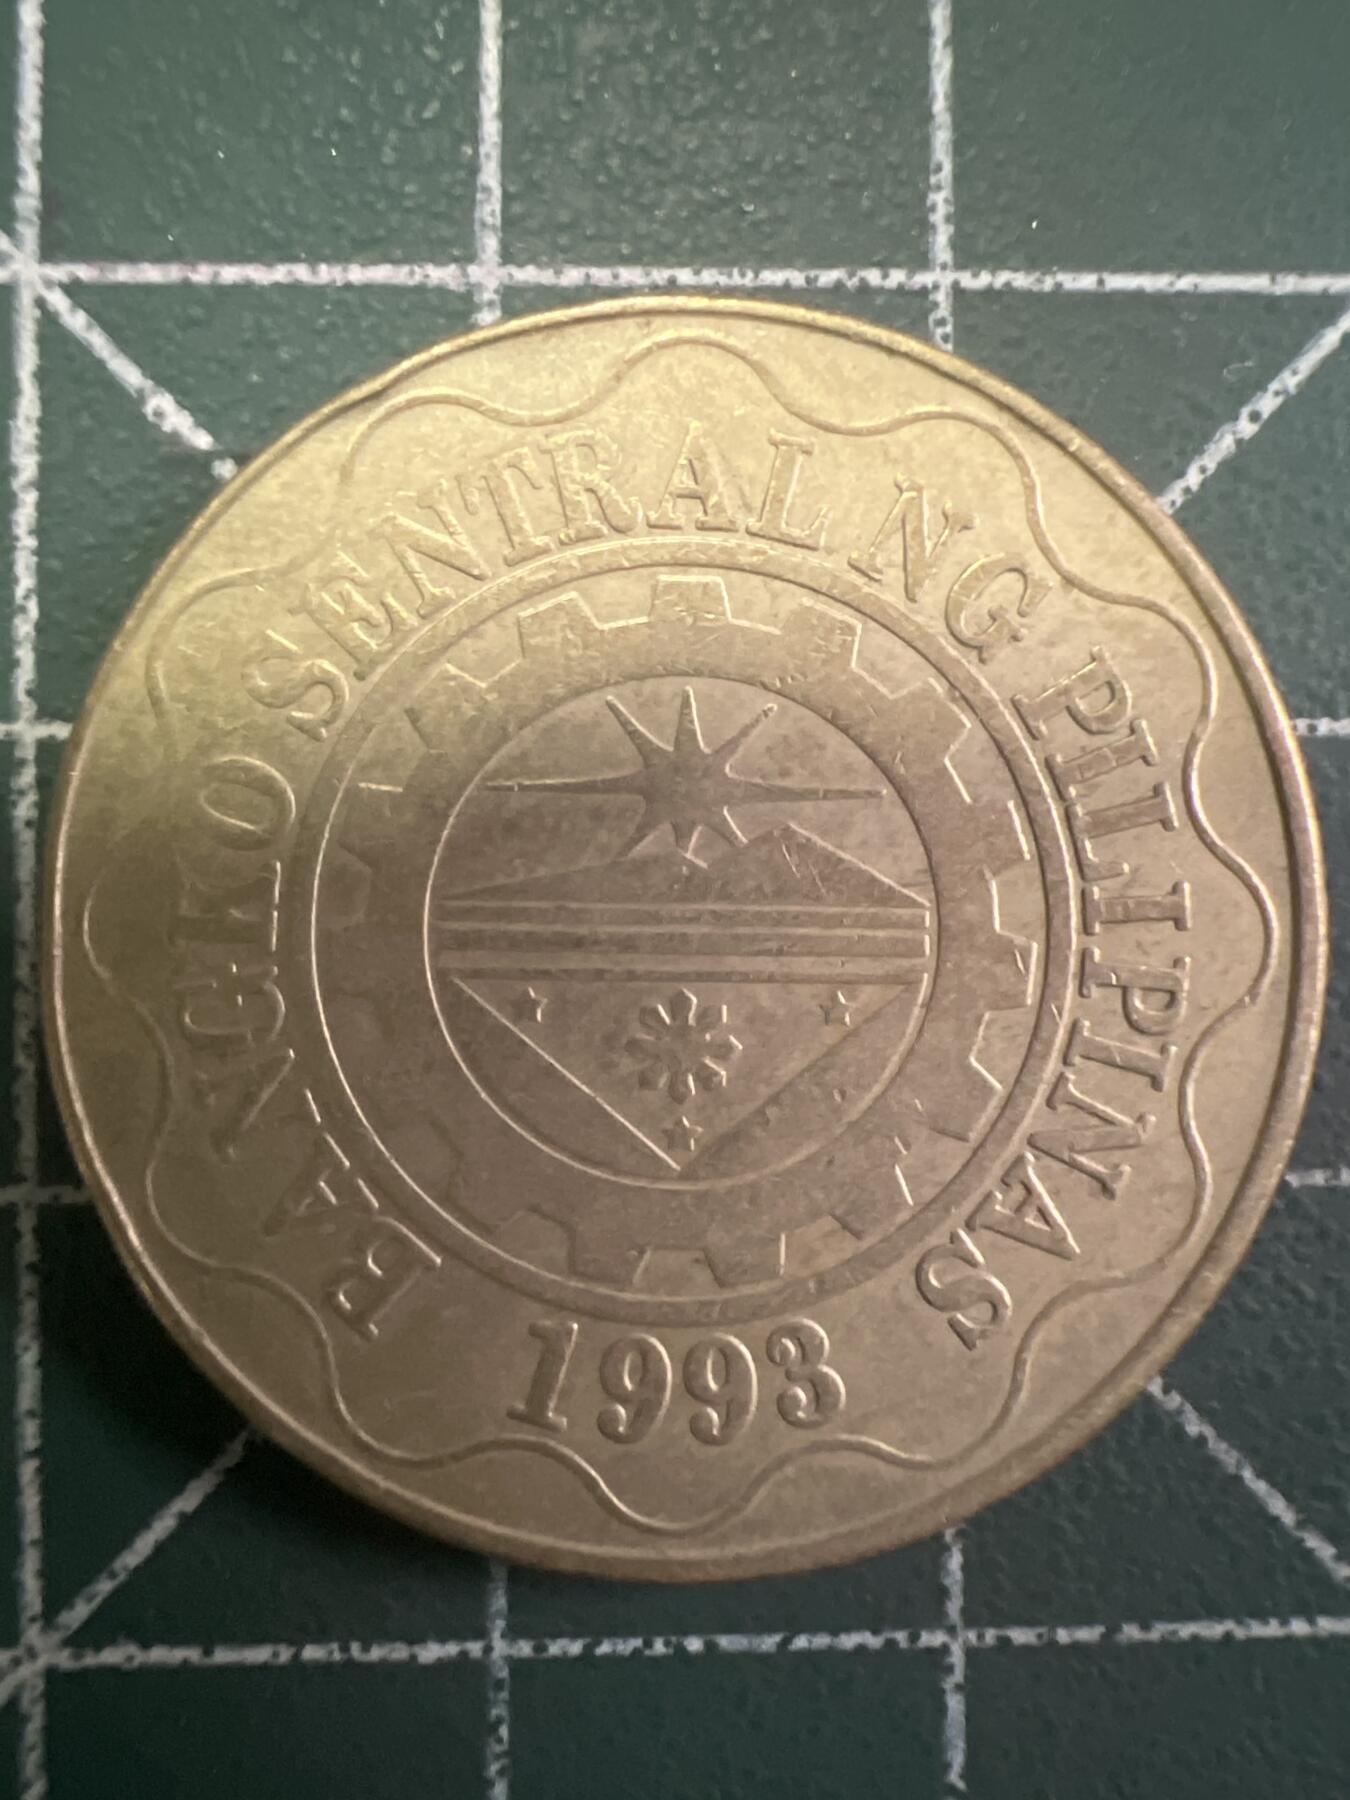 BANGKO SENTRAL NG PILIPINAS
1993